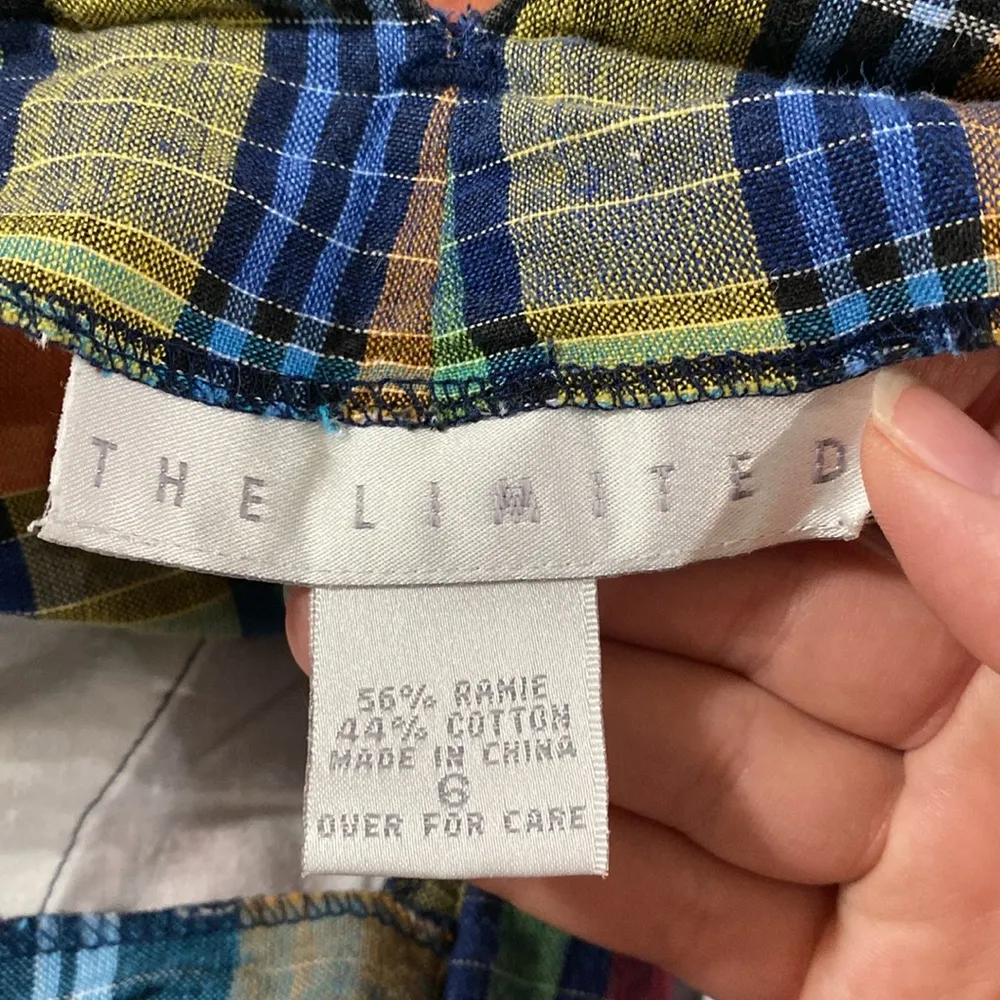 THE LIMITED
56% RAMIE
44% COTTON
MADE IN CHINA
6
OVER FOR CARE